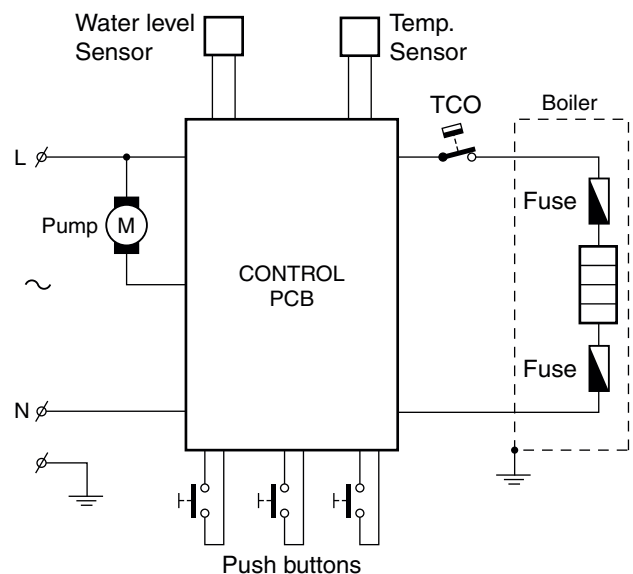 Water level
Sensor
Temp.
Sensor
TCO
Boiler
L
Fuse
Pump
M
CONTROL
PCB
Fuse
N
Push buttons